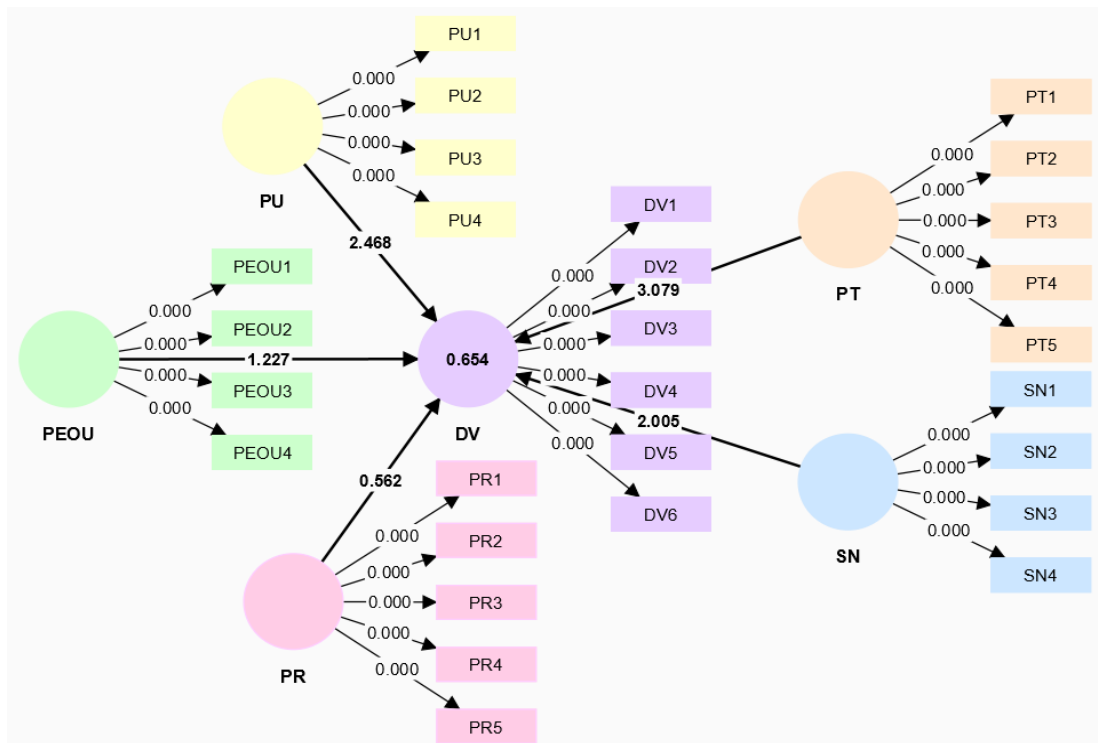 PU1
0.000
PU2
0.000
PU3
0.000
PU4
0.000
PU
2.468
PEOU1
0.000
PEOU2
0.000
PEOU3
0.000
PEOU4
0.000
PEOU
1.227
0.654
DV
DV1
0.000
DV2
0.000
DV3
0.000
DV4
0.000
DV5
0.000
DV6
0.000
3.079
2.005
PT1
0.000
PT2
0.000
PT3
0.000
PT4
0.000
PT5
0.000
PT
SN1
0.000
SN2
0.000
SN3
0.000
SN4
0.000
SN
0.562
PR1
0.000
PR2
0.000
PR3
0.000
PR4
0.000
PR5
0.000
PR